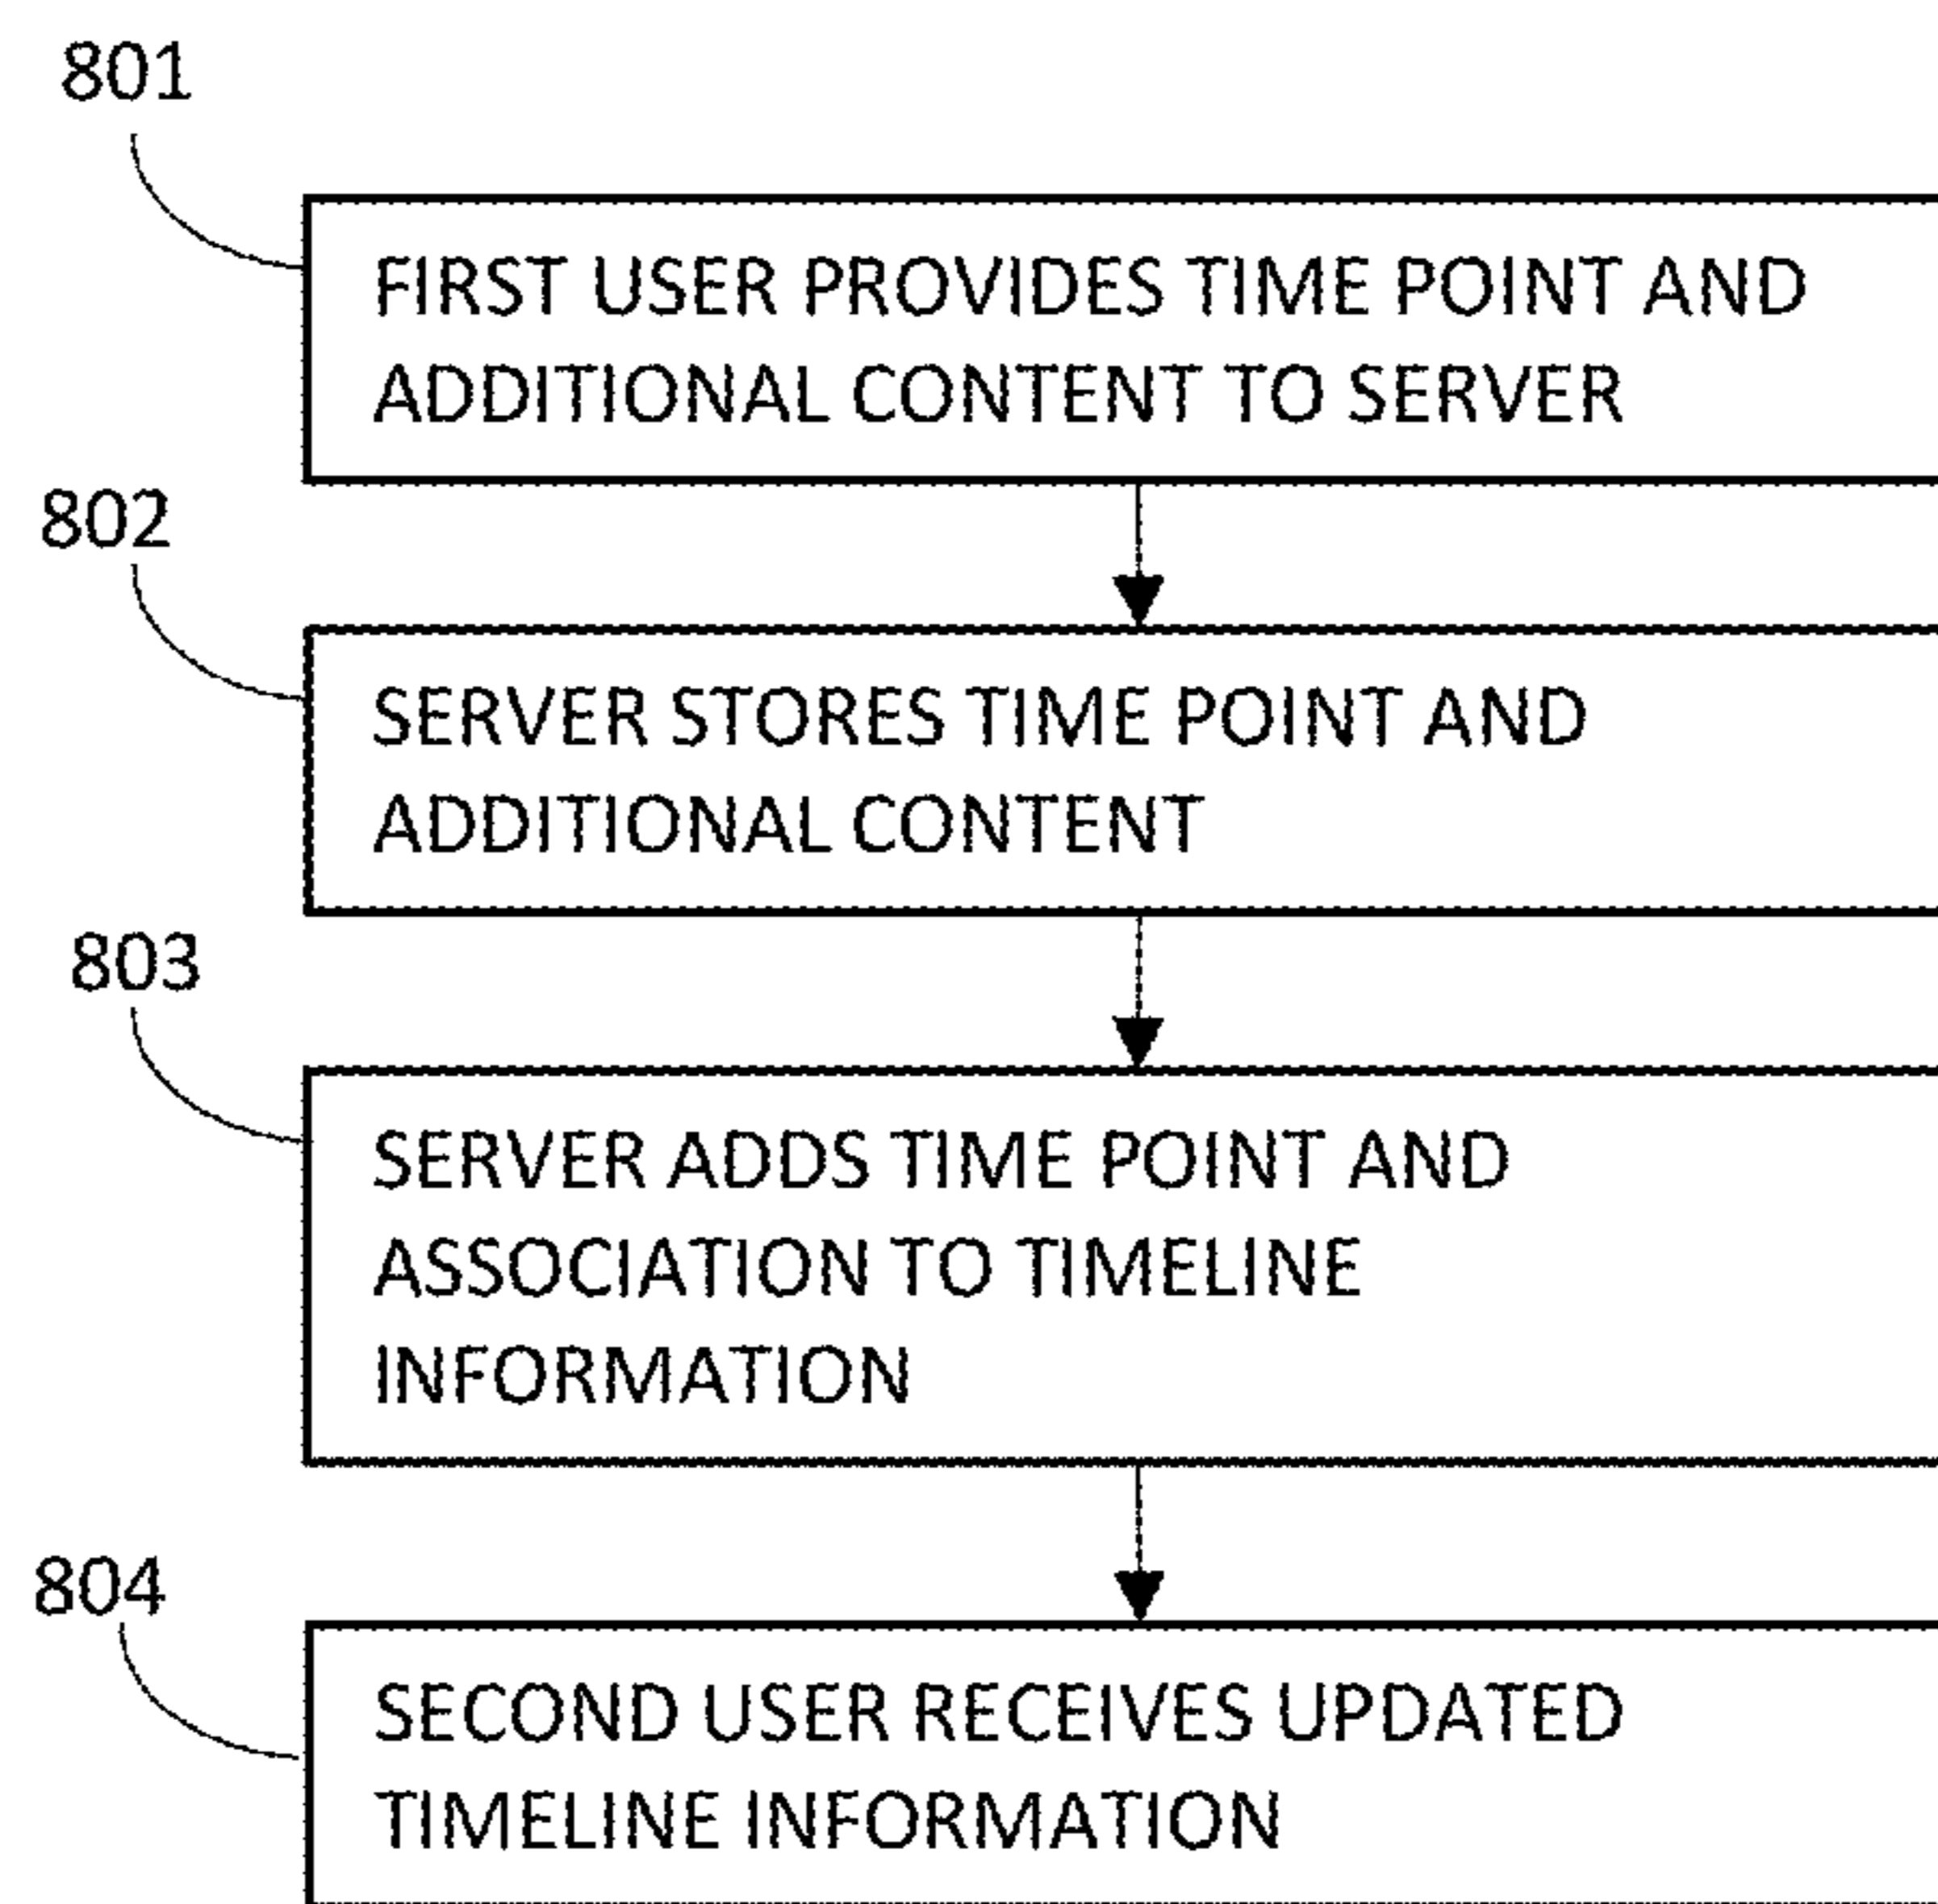 801
FIRST USER PROVIDES TIME POINT AND
ADDITIONAL CONTENT TO SERVER
802
SERVER STORES TIME POINT AND
ADDITIONAL CONTENT
803
SERVER ADDS TIME POINT AND
ASSOCIATION TO TIMELINE
INFORMATION
804
SECOND USER RECEIVES UPDATED
TIMELINE INFORMATION